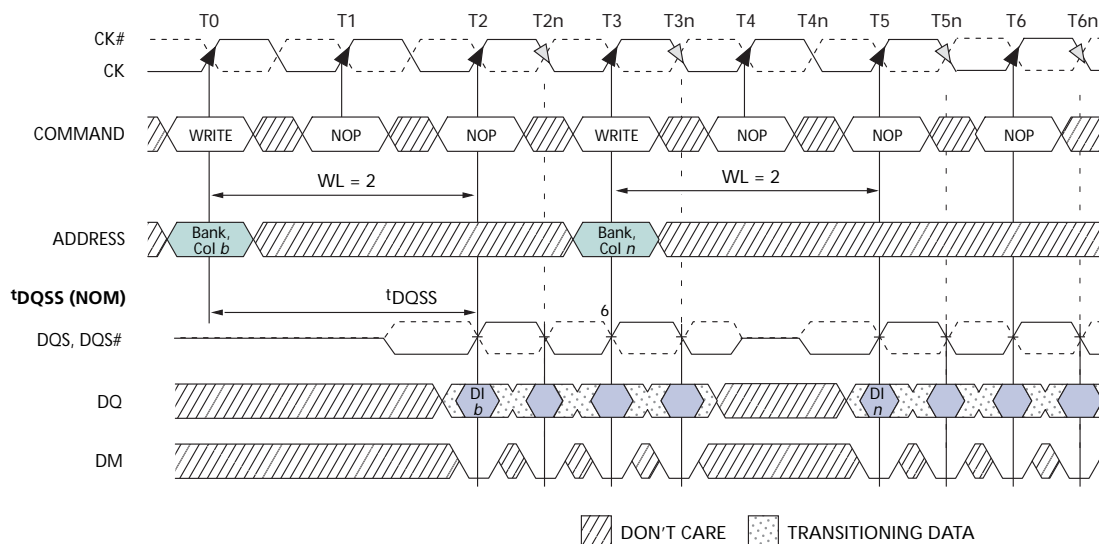 T0 T1 T2 T2n T3 T3n T4 T4n T5 T5n T6 T6n
CK#
CK
COMMAND WRITE NOP NOP WRITE NOP NOP NOP
WL = 2 WL = 2
ADDRESS Bank, Col b Bank, Col n
tDQSS (NOM) tDQSS
6
DQS, DQS#
DQ DI b DI n
DM
DON'T CARE TRANSITIONING DATA